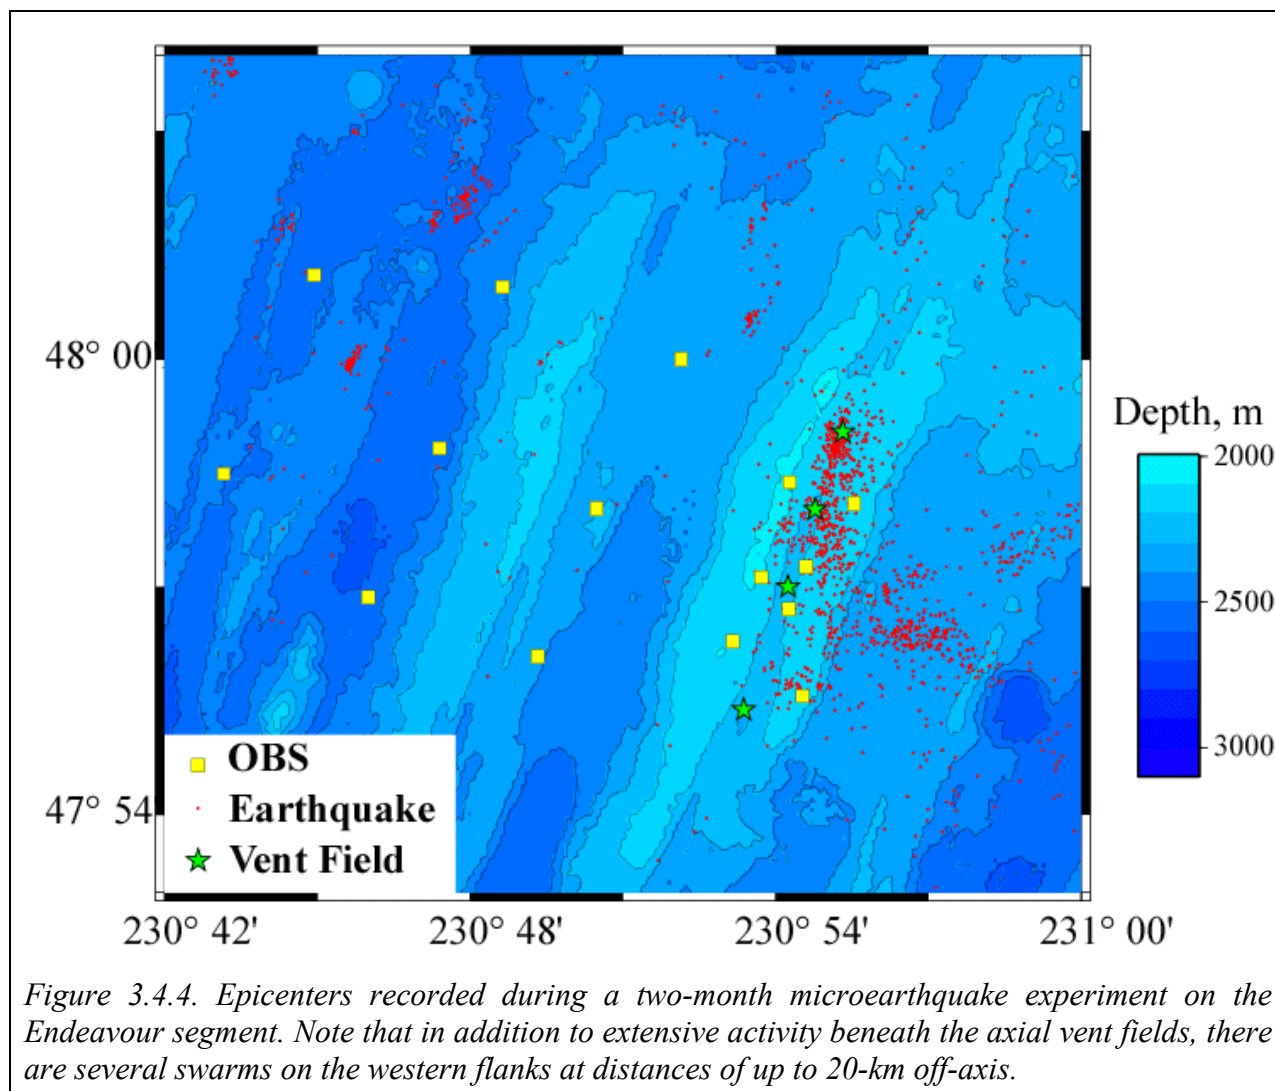 48° 00
47° 54
230° 42'
230° 48'
230° 54'
231° 00'
OBS
Earthquake
Vent Field
Depth, m
2000
2500
3000
Figure 3.4.4. Epicenters recorded during a two-month microearthquake experiment on the
Endeavour segment. Note that in addition to extensive activity beneath the axial vent fields, there
are several swarms on the western flanks at distances of up to 20-km off-axis.